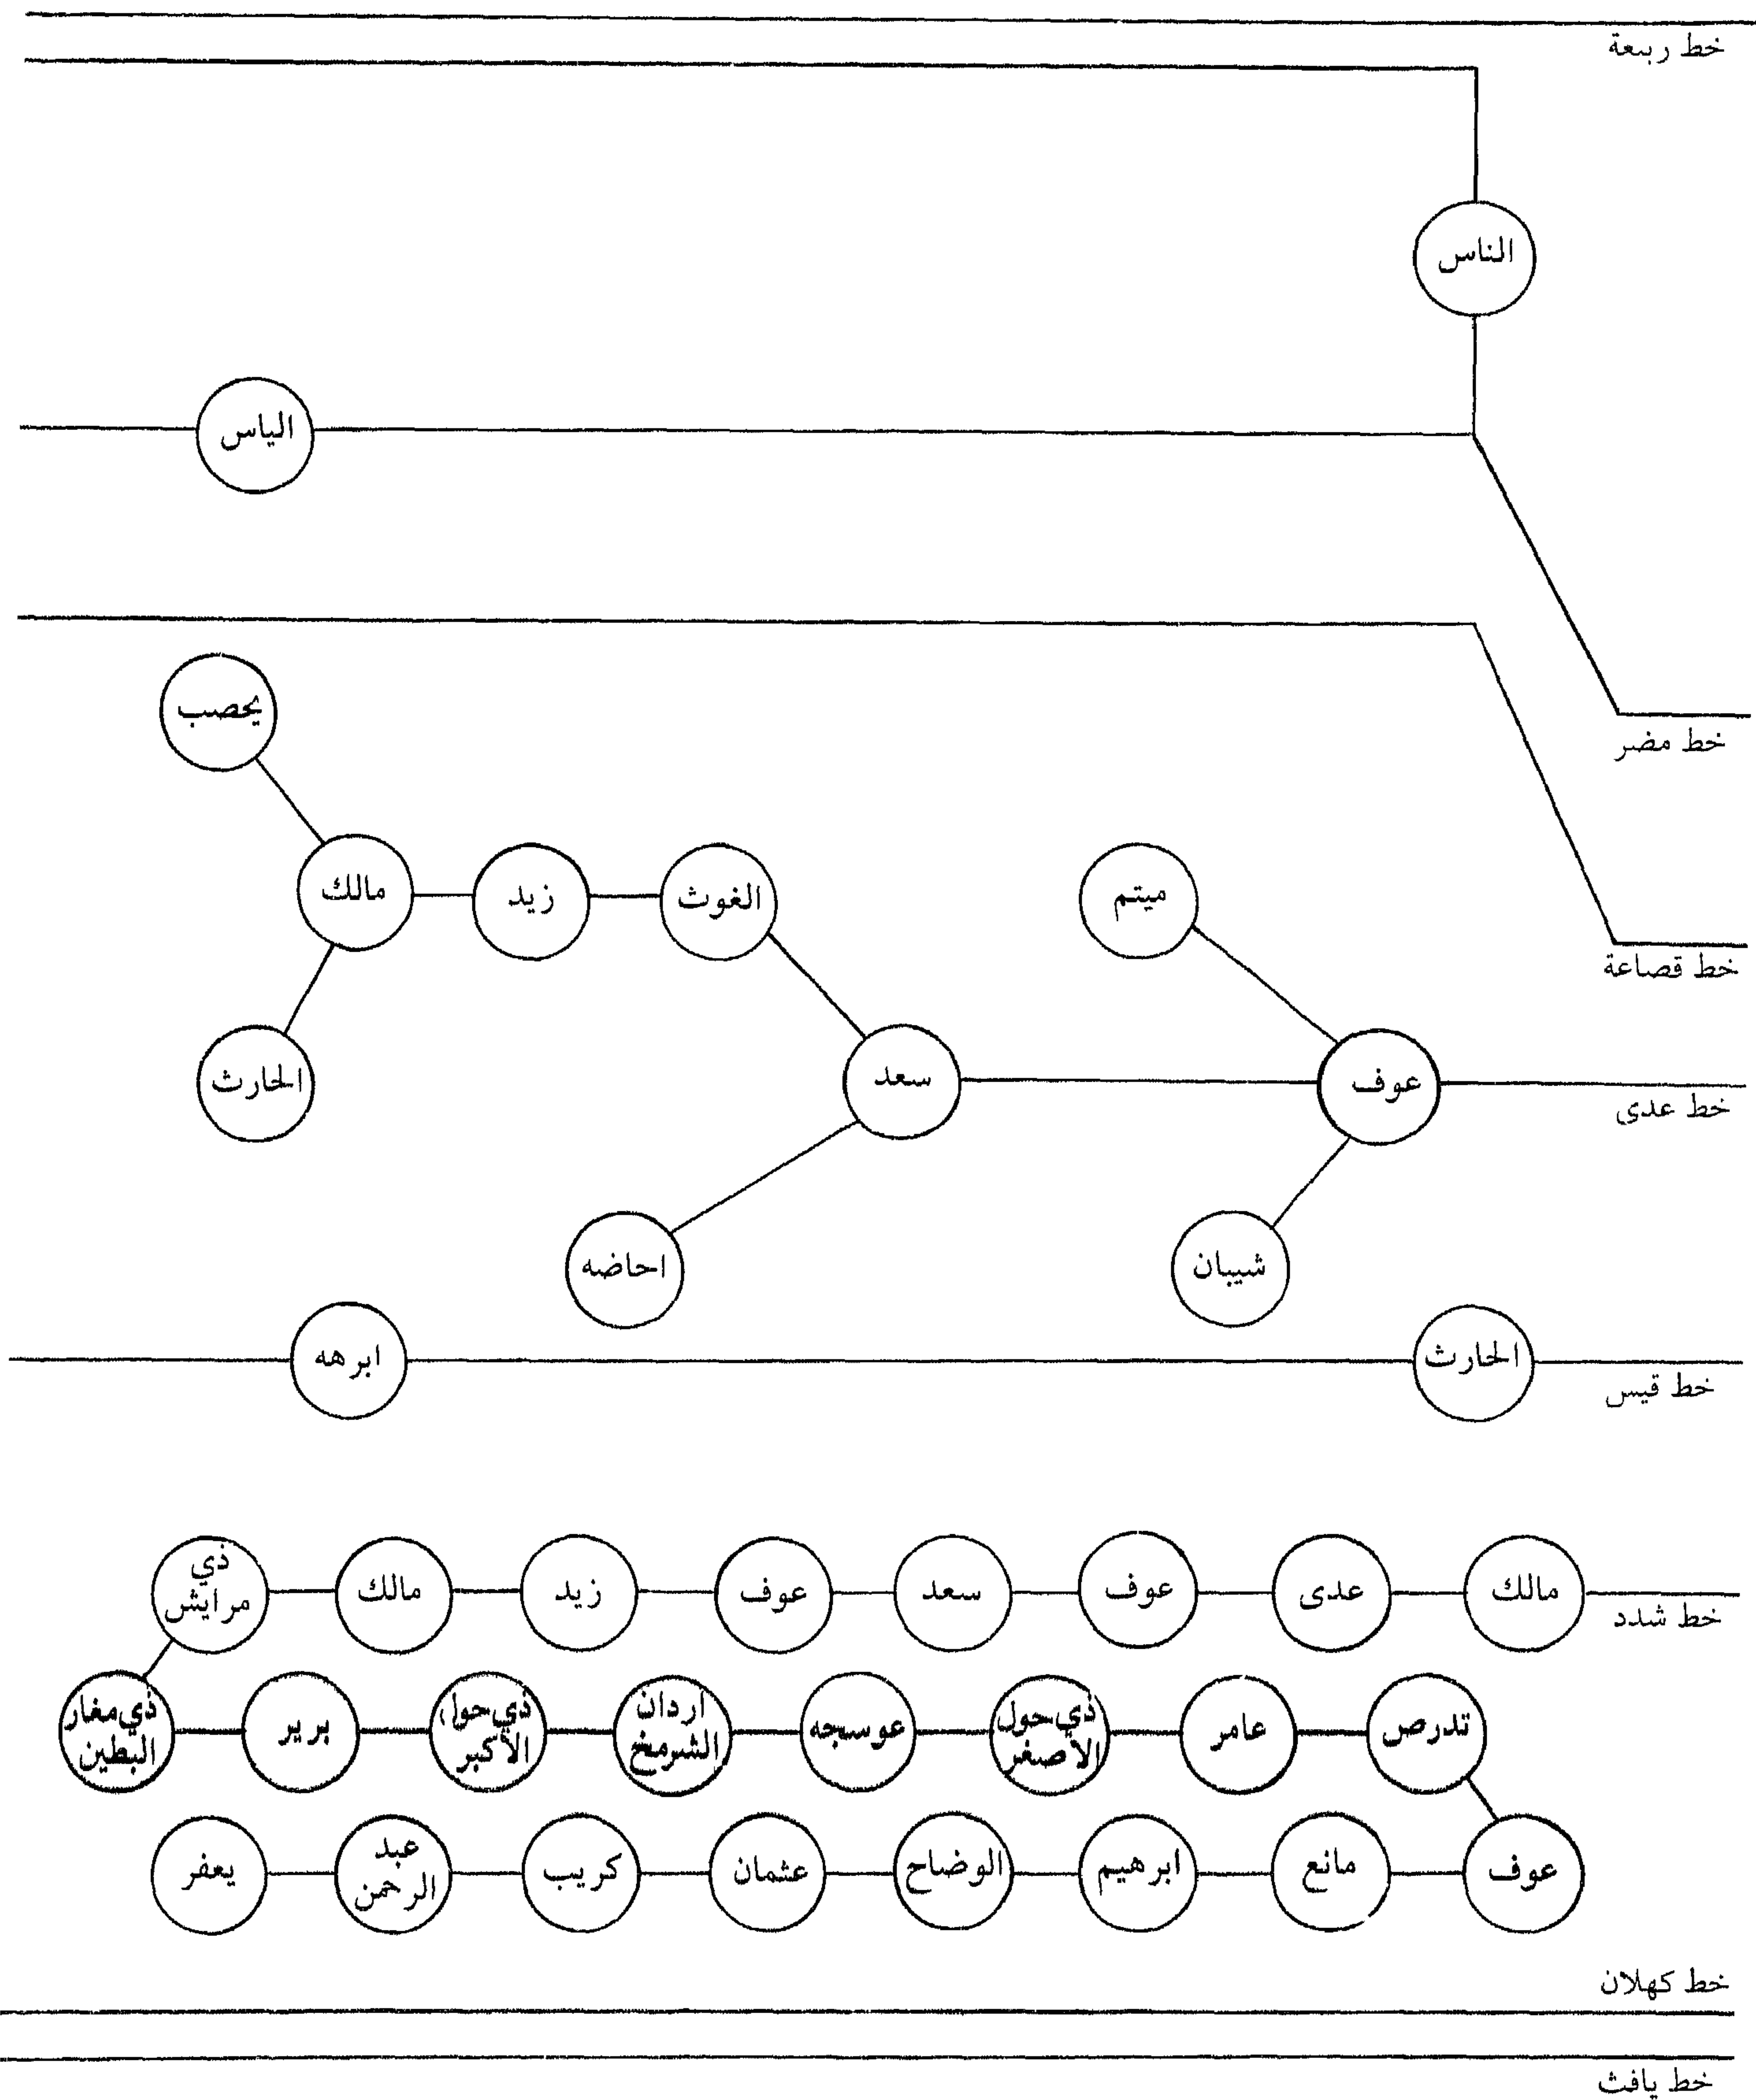 خط ربيعة
الناس
الياس
يحصب
خط مضر
مالك
زيد
الغوث
ميتم
خط قصاعة
الحارث
سعد
عوف
خط عدى
احاضه
شيبان
ابرهه
الحارث
خط قيس
مالك
عدى
عوف
سعد
عوف
زيد
مالك
ذي
مرايش
خط شدد
ذي مغار
البطين
برير
ذي حول
الأكبر
اردان
الشرمخ
عوسجه
ذي حول
الأصغر
عامر
تدرص
عوف
مانع
ابرهيم
الوضاح
عثمان
كريب
عبد
الرحمن
يعفر
خط كهلان
خط يافث